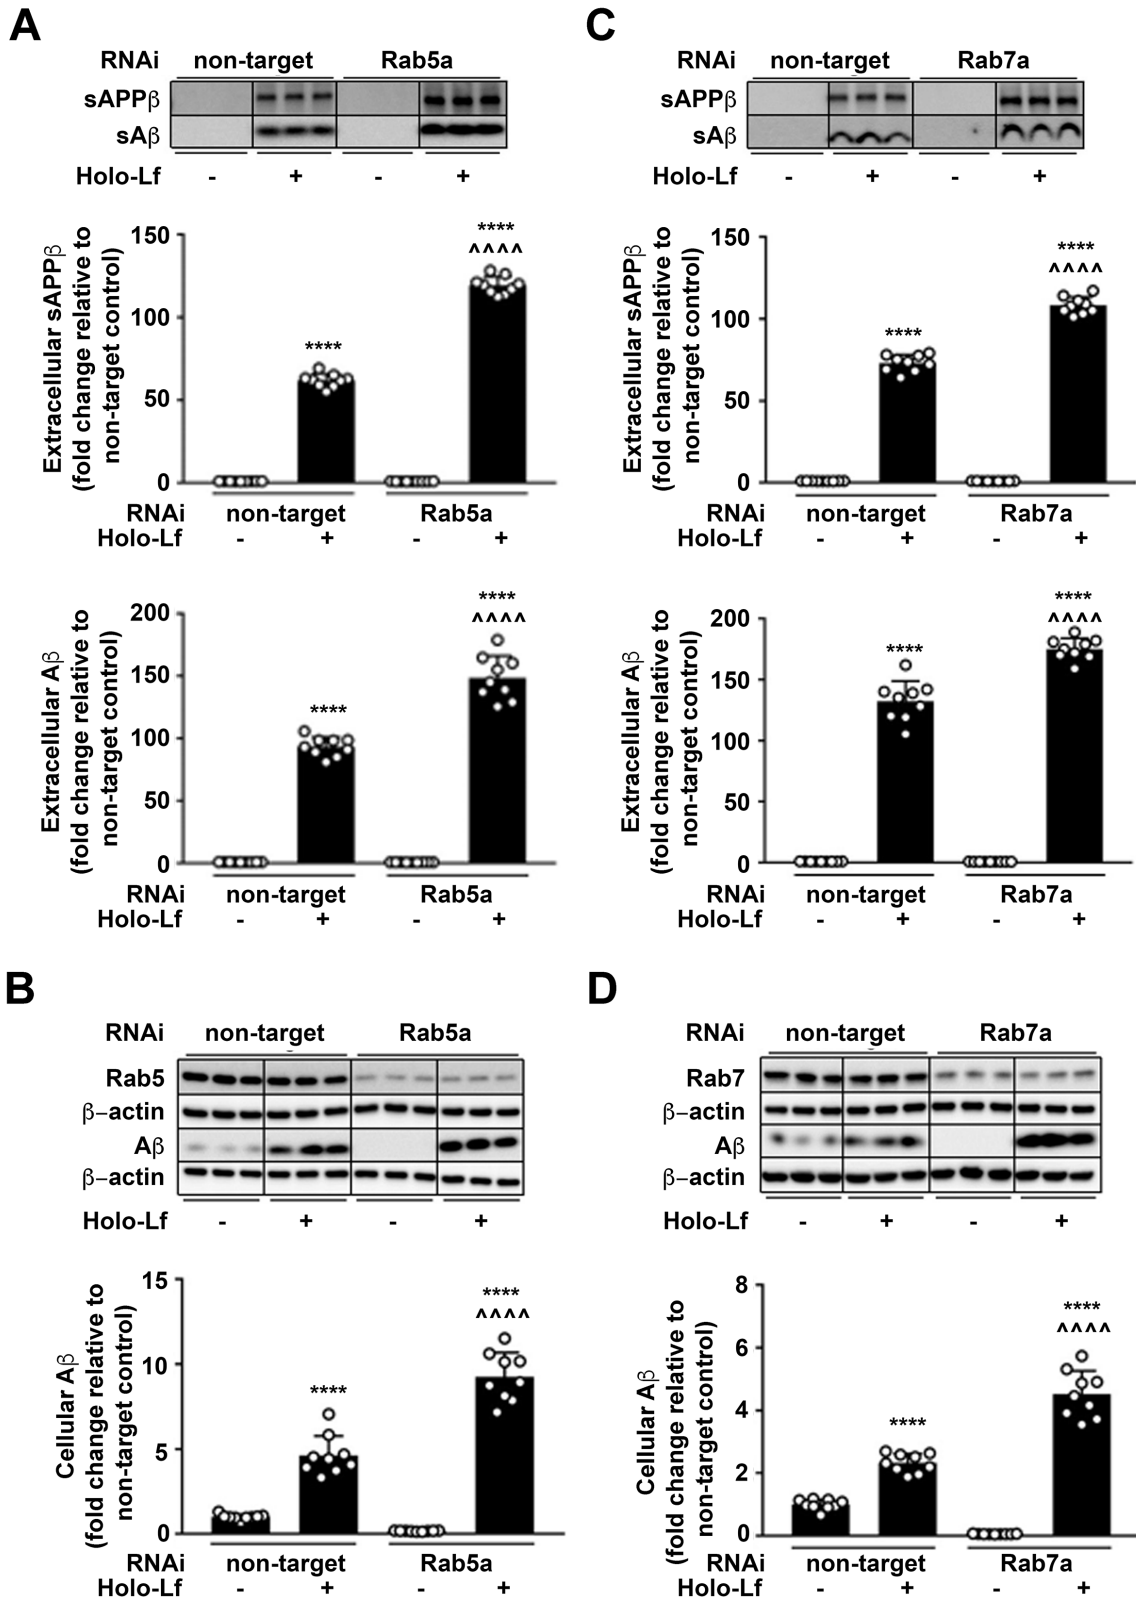 A
RNAi non-target Rab5a
sAPPβ
sAβ
Holo-Lf - + - +
Extracellular sAPPβ
(fold change relative to
non-target control)
150
100
50
0
****
****
^^^^
RNAi non-target Rab5a
Holo-Lf - + - +
Extracellular Aβ
(fold change relative to
non-target control)
200
150
100
50
0
****
****
^^^^
RNAi non-target Rab5a
Holo-Lf - + - +
C
RNAi non-target Rab7a
sAPPβ
sAβ
Holo-Lf - + - +
Extracellular sAPPβ
(fold change relative to
non-target control)
150
100
50
0
****
****
^^^^
RNAi non-target Rab7a
Holo-Lf - + - +
Extracellular Aβ
(fold change relative to
non-target control)
200
150
100
50
0
****
****
^^^^
RNAi non-target Rab7a
Holo-Lf - + - +
B
RNAi non-target Rab5a
Rab5
β–actin
Aβ
β–actin
Holo-Lf - + - +
Cellular Aβ
(fold change relative to
non-target control)
15
10
5
0
****
****
^^^^
RNAi non-target Rab5a
Holo-Lf - + - +
D
RNAi non-target Rab7a
Rab7
β–actin
Aβ
β–actin
Holo-Lf - + - +
Cellular Aβ
(fold change relative to
non-target control)
8
6
4
2
0
****
****
^^^^
RNAi non-target Rab7a
Holo-Lf - + - +